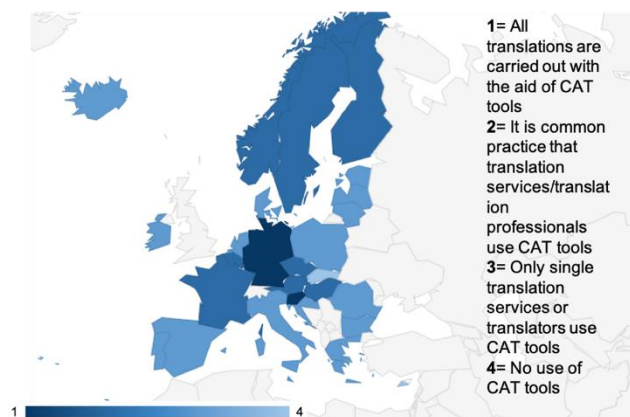 1= All
translations are
carried out with
the aid of CAT
tools
2= It is common
practice that
translation
services/translat
ion
professionals
use CAT tools
3= Only single
translation
services or
translators use
CAT tools
4= No use of
CAT tools
1 4